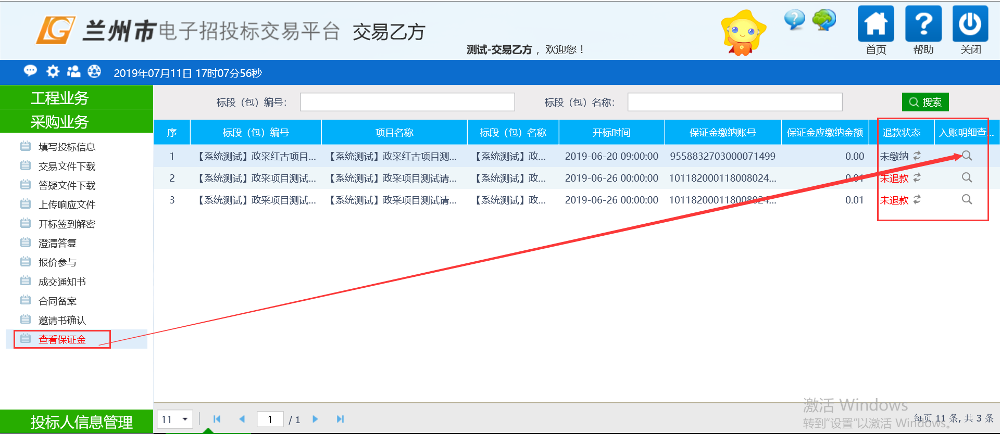 兰州市电子招投标交易平台 交易乙方
测试-交易乙方 ，欢迎您！
首页 帮助 关闭
2019年07月11日 17时07分56秒
工程业务
采购业务
填写投标信息
交易文件下载
答疑文件下载
上传响应文件
开标签到解密
澄清答复
报价参与
成交通知书
合同备案
邀请书确认
查看保证金
投标人信息管理
标段（包）编号： 标段（包）名称： 搜索
序 标段（包）编号 项目名称 标段（包）名称 开标时间 保证金缴纳账号 保证金应缴纳金额 退款状态 入账明细查...
1 【系统测试】政采红古项目... 【系统测试】政采红古项目测... 【系统测试】政... 2019-06-20 09:00:00 9558832703000071499 0.00 未缴纳
2 【系统测试】政采项目测试... 【系统测试】政采项目测试请... 【系统测试】政... 2019-06-26 00:00:00 101182000118008024... 0.01 未退款
3 【系统测试】政采项目测试... 【系统测试】政采项目测试请... 【系统测试】政... 2019-06-26 00:00:00 101182000118008024... 0.01 未退款
11 1 / 1 每页 11 条, 共 3 条
激活 Windows
转到“设置”以激活 Windows。